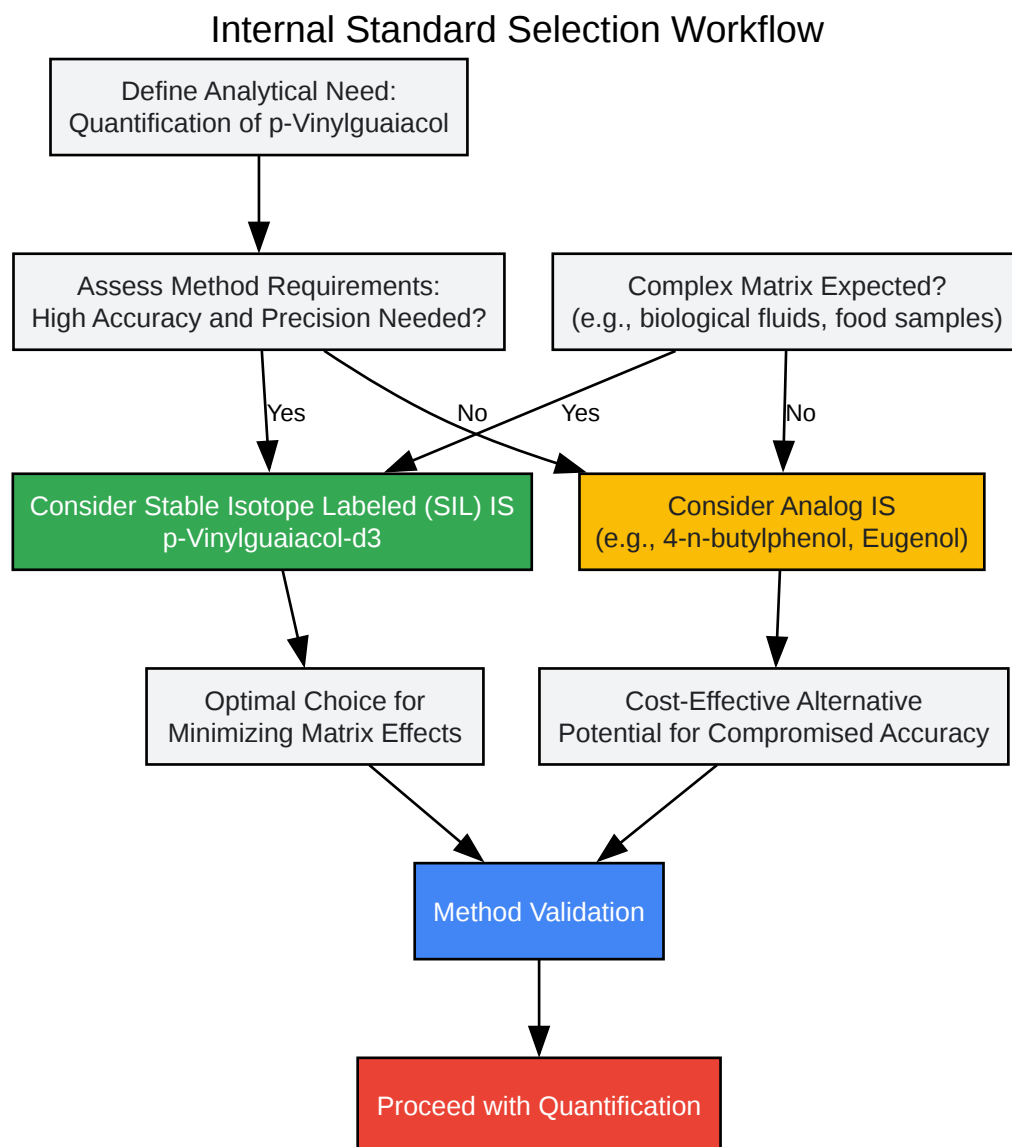 Internal Standard Selection Workflow
Define Analytical Need:
Quantification of p-Vinylguaiacol
Assess Method Requirements:
High Accuracy and Precision Needed?
Complex Matrix Expected?
(e.g., biological fluids, food samples)
Yes
No
Yes
No
Consider Stable Isotope Labeled (SIL) IS
p-Vinylguaiacol-d3
Consider Analog IS
(e.g., 4-n-butylphenol, Eugenol)
Optimal Choice for
Minimizing Matrix Effects
Cost-Effective Alternative
Potential for Compromised Accuracy
Method Validation
Proceed with Quantification